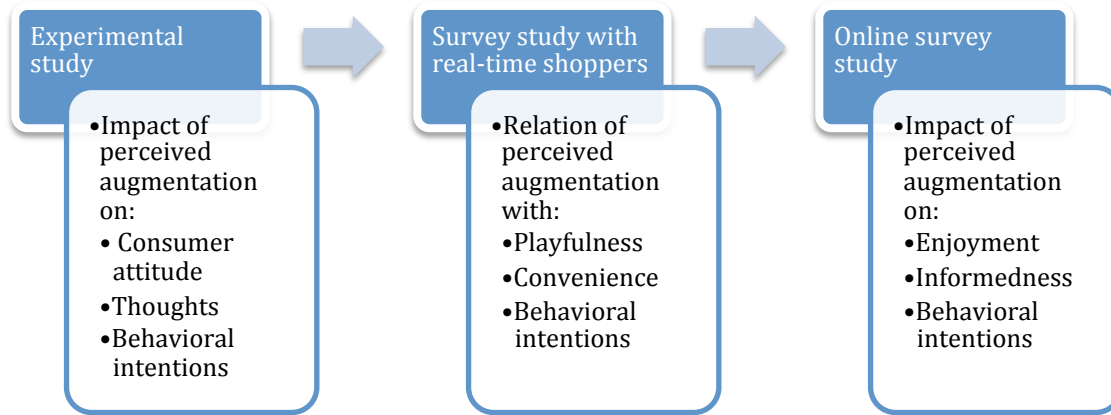 Experimental
study
•Impact of
perceived
augmentation
on:
• Consumer
attitude
•Thoughts
•Behavioral
intentions
Survey study with
real-time shoppers
•Relation of
perceived
augmentation
with:
•Playfulness
•Convenience
•Behavioral
intentions
Online survey
study
•Impact of
perceived
augmentation
on:
•Enjoyment
•Informedness
•Behavioral
intentions